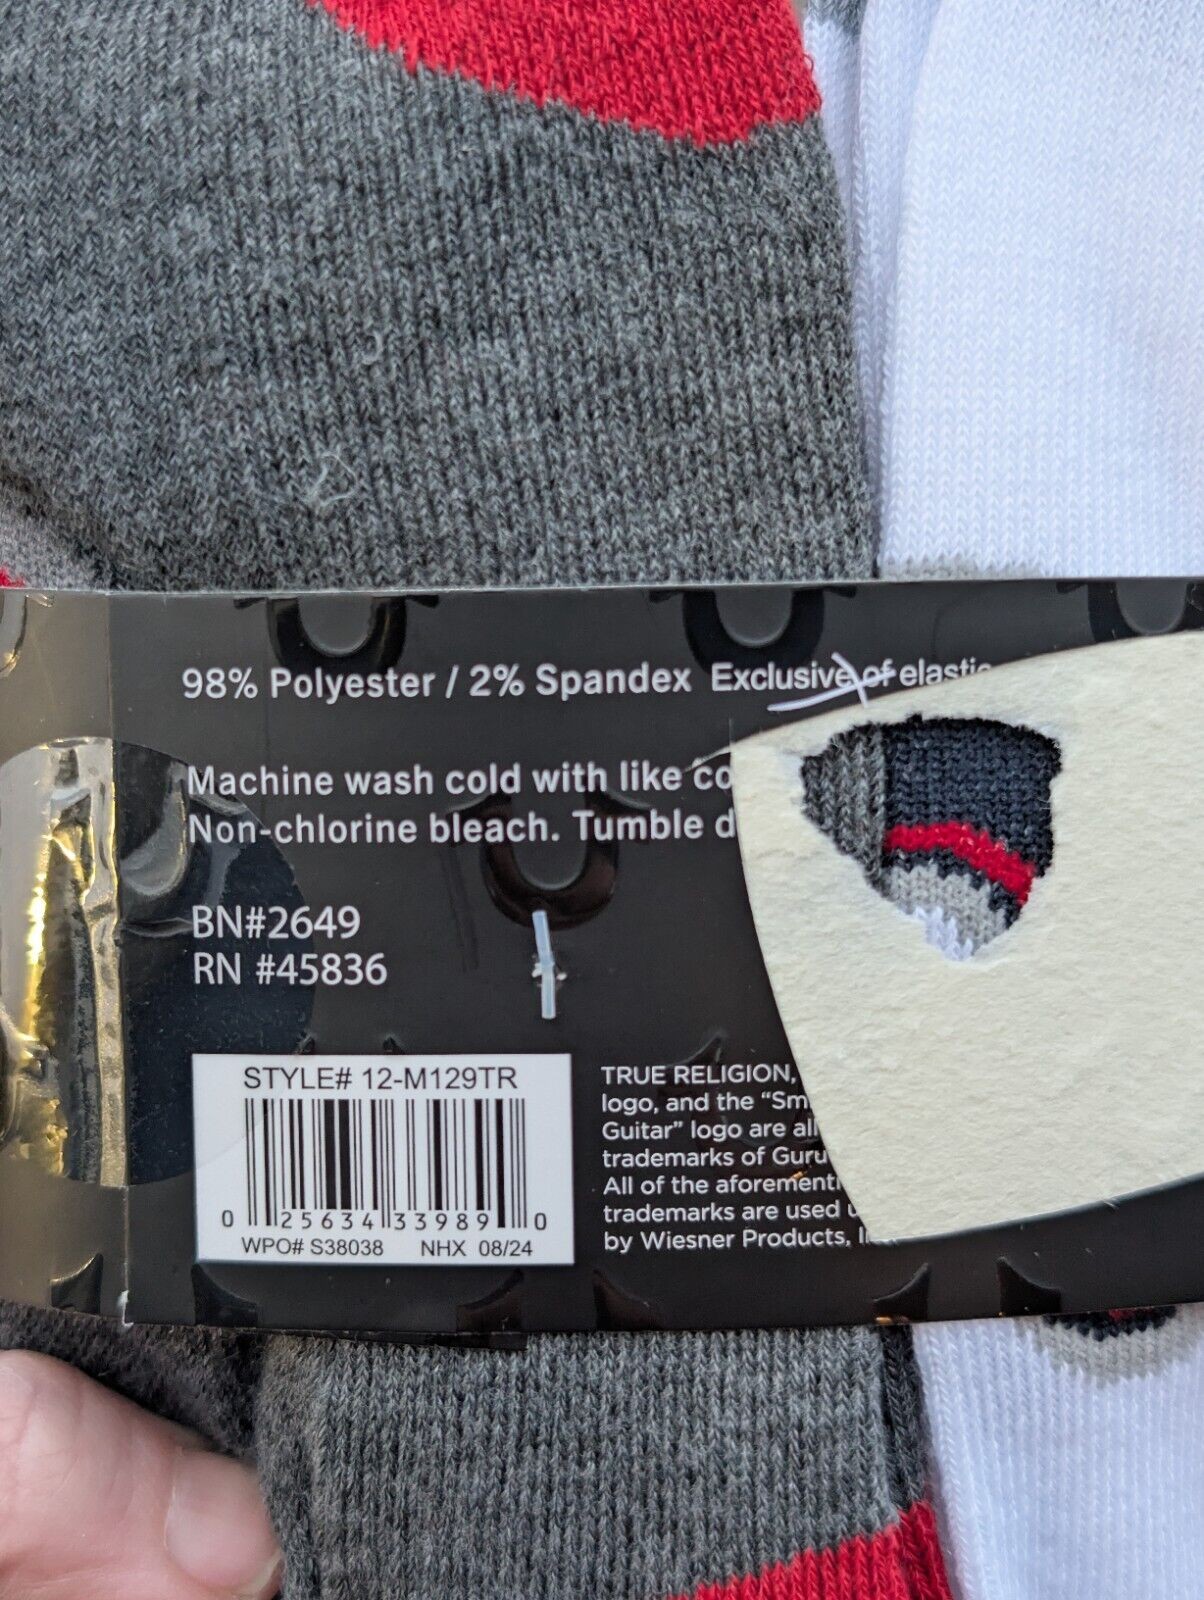 98% Polyester / 2% Spandex Exclusive of elastic
Machine wash cold with like co
Non-chlorine bleach. Tumble d
BN#2649
RN #45836
STYLE# 12-M129TR
0 25634 33989 0
WPO# S38038 NHX 08/24
TRUE RELIGION,
logo, and the “Sm
Guitar” logo are all
trademarks of Guru
All of the aforementi
trademarks are used u
by Wiesner Products, I